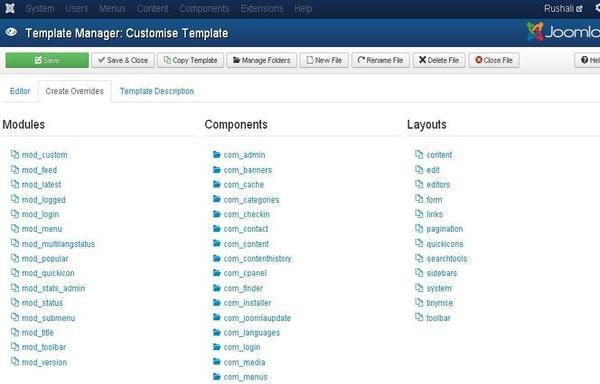 System Users Menus Content Components Extensions Help Rushali
Template Manager: Customise Template
Save Save & Close Copy Template Manage Folders New File Rename File Delete File Close File
Editor Create Overrides Template Description
Modules Components Layouts
mod_custom com_admin content
mod_feed com_banners edit
mod_latest com_cache editors
mod_logged com_categories form
mod_login com_checkin links
mod_menu com_contact pagination
mod_multilangstatus com_content quickicons
mod_popular com_contenthistory searchtools
mod_quickicon com_cpanel sidebars
mod_stats_admin com_finder system
mod_status com_installer tinymce
mod_submenu com_joomlaupdate toolbar
mod_title com_languages
mod_toolbar com_login
mod_version com_media
com_menus